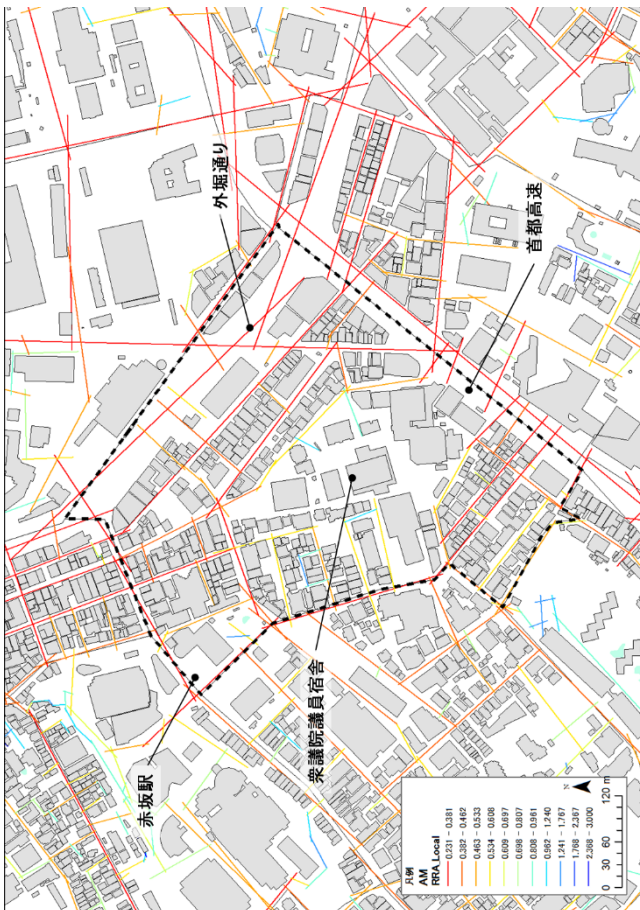 外堀通り
首都高速
赤坂駅
衆議院議員宿舎
凡例
AM
RRA_Local
0.231 - 0.381
0.382 - 0.462
0.463 - 0.533
0.534 - 0.608
0.609 - 0.697
0.698 - 0.807
0.808 - 0.961
0.962 - 1.240
1.241 - 1.767
1.768 - 2.367
2.368 - 3.000
N
0 30 60 120 m